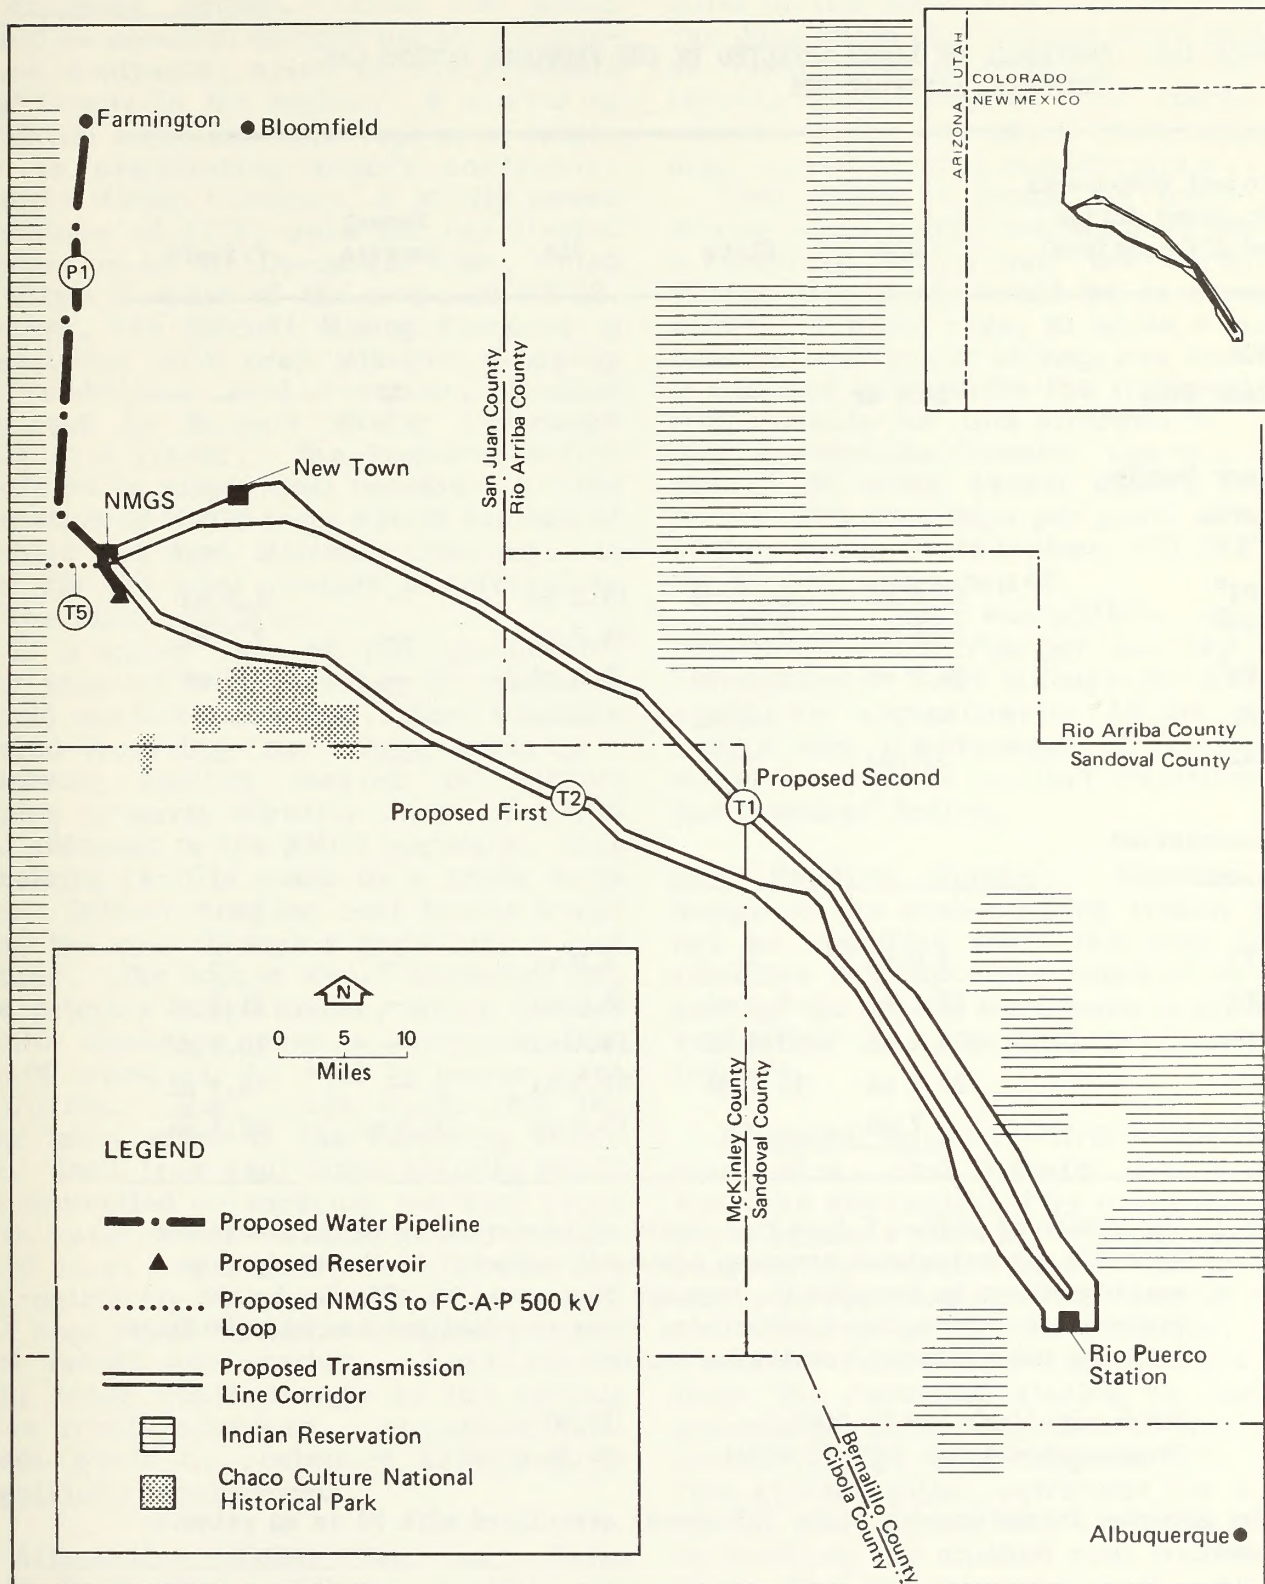 UTAH
COLORADO
NEW MEXICO
ARIZONA
Farmington
Bloomfield
P1
San Juan County
Rio Arriba County
New Town
NMGS
T5
Rio Arriba County
Sandoval County
Proposed Second
T1
T2
Proposed First
McKinley County
Sandoval County
N
0 5 10
Miles
LEGEND
Proposed Water Pipeline
Proposed Reservoir
Proposed NMGS to FC-A-P 500 kV
Loop
Proposed Transmission
Line Corridor
Indian Reservation
Chaco Culture National
Historical Park
Rio Puerco
Station
Bernalillo County
Cibola County
Albuquerque